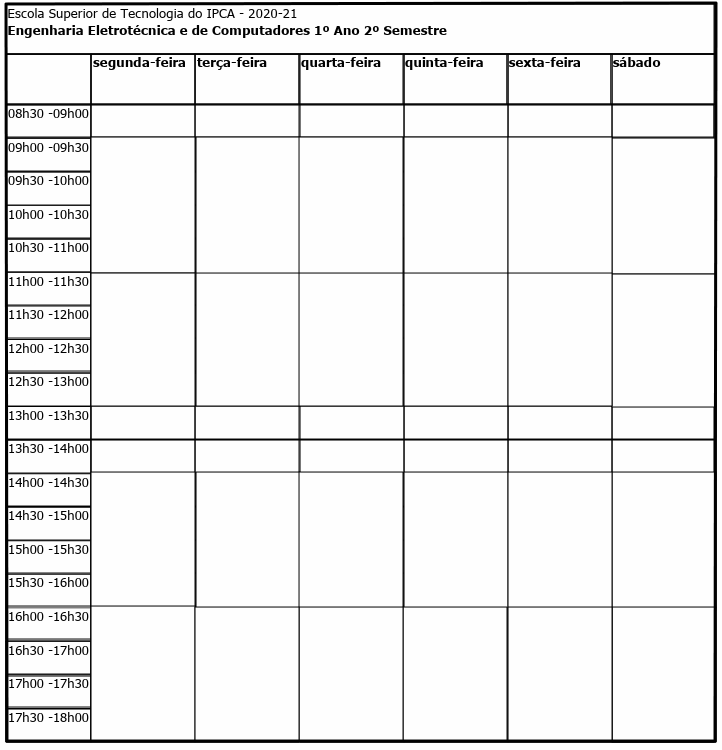 Escola Superior de Tecnologia do IPCA - 2020-21
Engenharia Eletrotécnica e de Computadores 1º Ano 2º Semestre
segunda-feira terça-feira quarta-feira quinta-feira sexta-feira sábado
08h30 -09h00
09h00 -09h30
09h30 -10h00
10h00 -10h30
10h30 -11h00
11h00 -11h30
11h30 -12h00
12h00 -12h30
12h30 -13h00
13h00 -13h30
13h30 -14h00
14h00 -14h30
14h30 -15h00
15h00 -15h30
15h30 -16h00
16h00 -16h30
16h30 -17h00
17h00 -17h30
17h30 -18h00